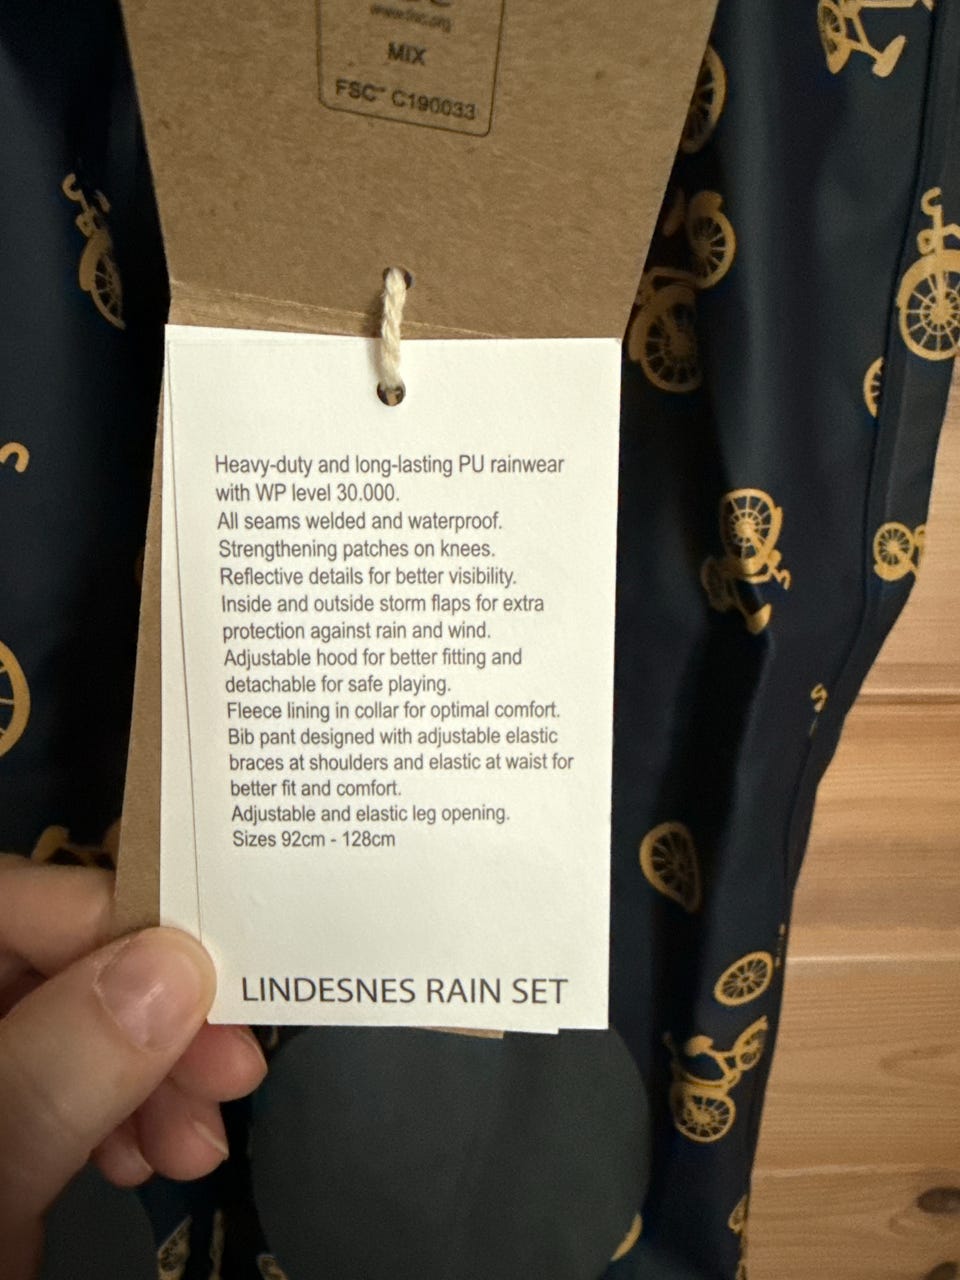 MIX
FSC™ C190033
Heavy-duty and long-lasting PU rainwear
with WP level 30.000.
All seams welded and waterproof.
Strengthening patches on knees.
Reflective details for better visibility.
Inside and outside storm flaps for extra
protection against rain and wind.
Adjustable hood for better fitting and
detachable for safe playing.
Fleece lining in collar for optimal comfort.
Bib pant designed with adjustable elastic
braces at shoulders and elastic at waist for
better fit and comfort.
Adjustable and elastic leg opening.
Sizes 92cm - 128cm
LINDESNES RAIN SET